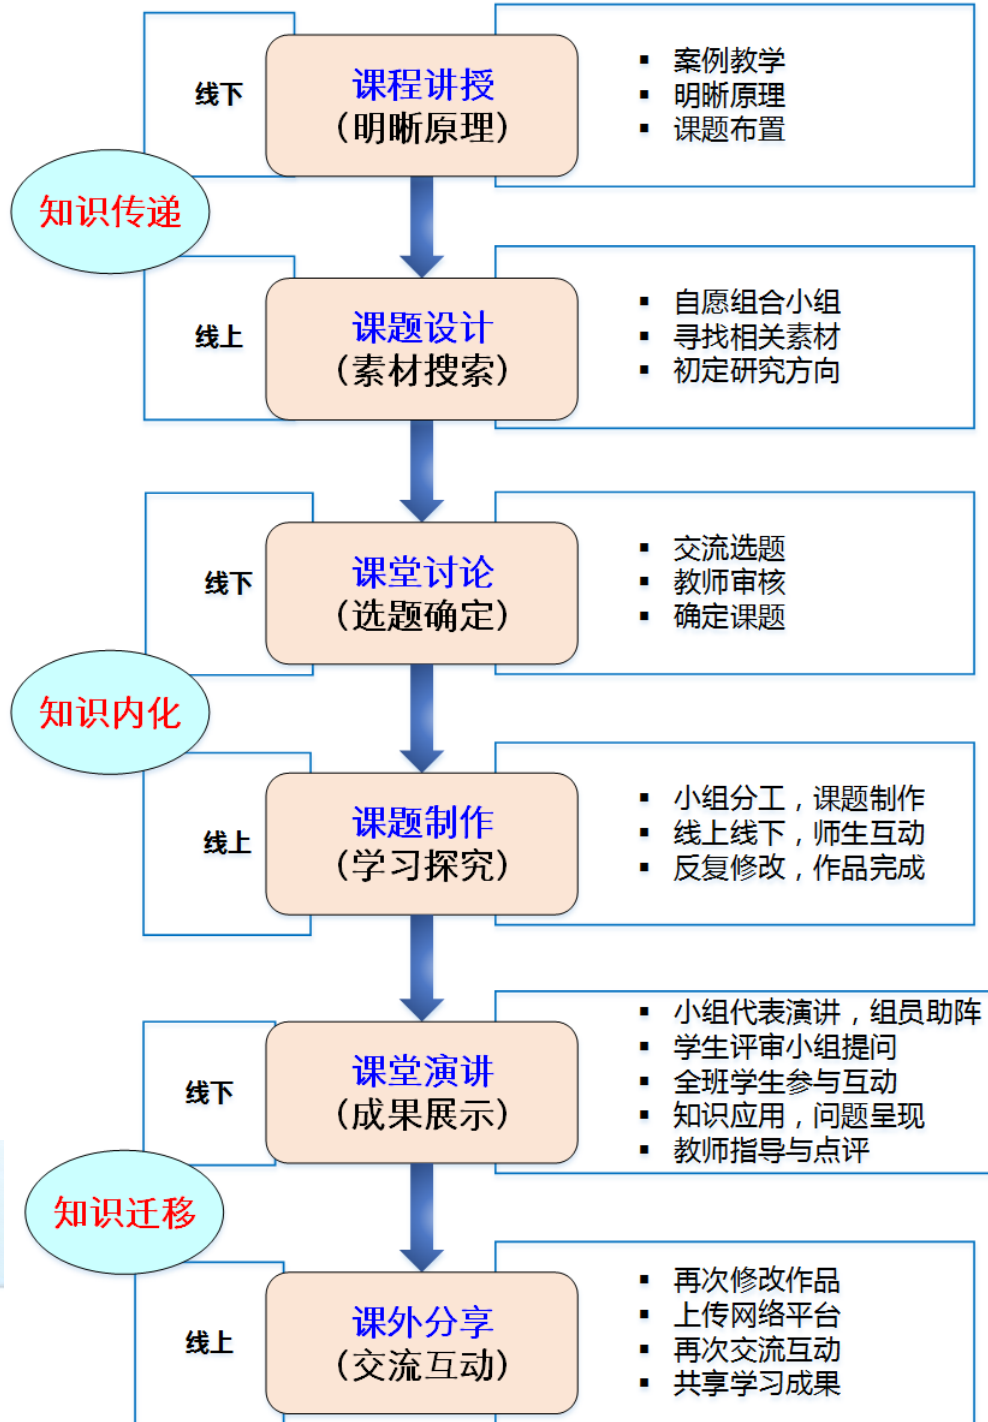 线下
课程讲授
（明晰原理）
▪ 案例教学
▪ 明晰原理
▪ 课题布置
知识传递
线上
课题设计
（素材搜索）
▪ 自愿组合小组
▪ 寻找相关素材
▪ 初定研究方向
线下
课堂讨论
（选题确定）
▪ 交流选题
▪ 教师审核
▪ 确定课题
知识内化
线上
课题制作
（学习探究）
▪ 小组分工，课题制作
▪ 线上线下，师生互动
▪ 反复修改，作品完成
线下
课堂演讲
（成果展示）
▪ 小组代表演讲，组员助阵
▪ 学生评审小组提问
▪ 全班学生参与互动
▪ 知识应用，问题呈现
▪ 教师指导与点评
知识迁移
线上
课外分享
（交流互动）
▪ 再次修改作品
▪ 上传网络平台
▪ 再次交流互动
▪ 共享学习成果